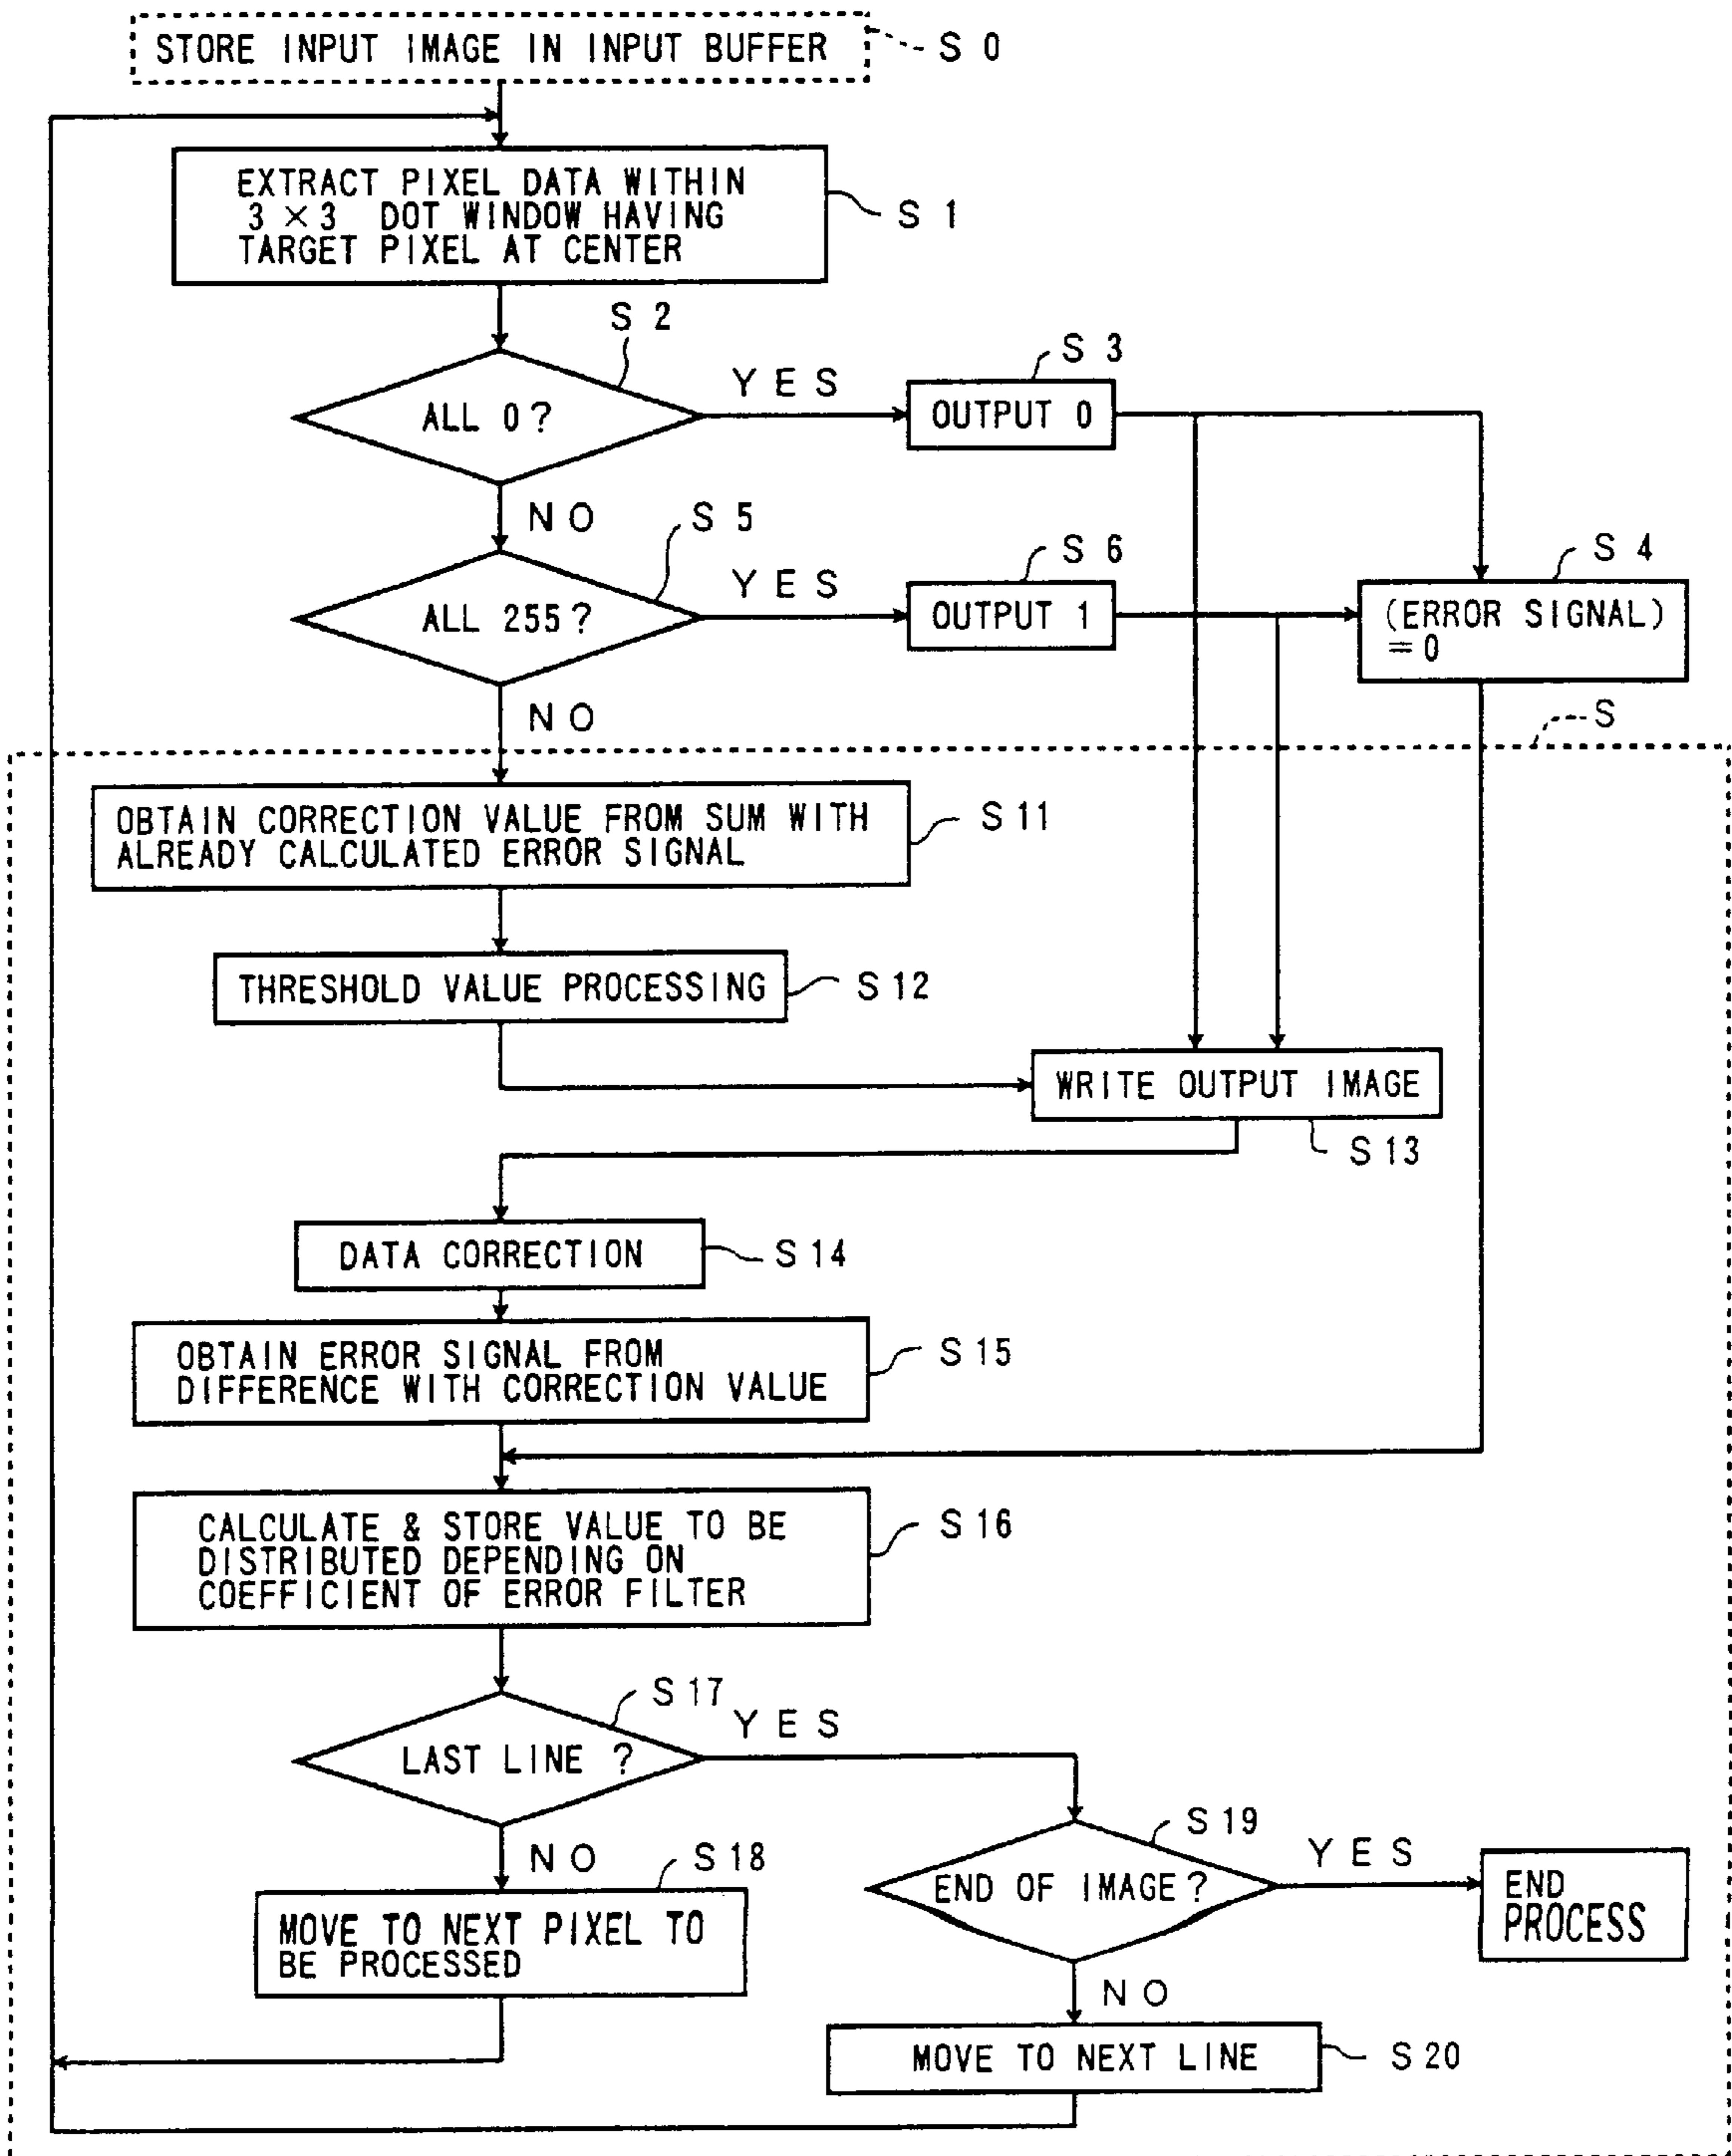 STORE INPUT IMAGE IN INPUT BUFFER
S 0
EXTRACT PIXEL DATA WITHIN
3 × 3 DOT WINDOW HAVING
TARGET PIXEL AT CENTER
S 1
S 2
ALL 0?
YES
S 3
OUTPUT 0
NO
S 5
ALL 255?
YES
S 6
OUTPUT 1
S 4
(ERROR SIGNAL)
=0
NO
S
OBTAIN CORRECTION VALUE FROM SUM WITH
ALREADY CALCULATED ERROR SIGNAL
S 11
THRESHOLD VALUE PROCESSING
S 12
WRITE OUTPUT IMAGE
S 13
DATA CORRECTION
S 14
OBTAIN ERROR SIGNAL FROM
DIFFERENCE WITH CORRECTION VALUE
S 15
CALCULATE & STORE VALUE TO BE
DISTRIBUTED DEPENDING ON
COEFFICIENT OF ERROR FILTER
S 16
S 17
LAST LINE ?
YES
NO
S 18
MOVE TO NEXT PIXEL TO
BE PROCESSED
S 19
END OF IMAGE?
YES
END
PROCESS
NO
MOVE TO NEXT LINE
S 20